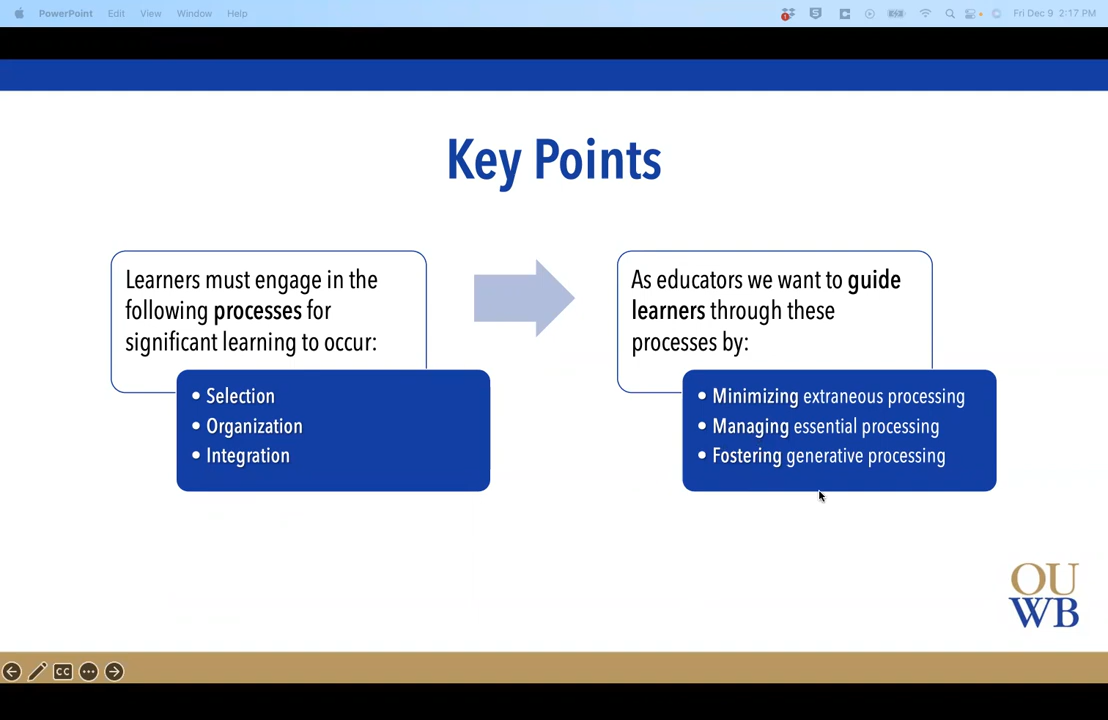 PowerPoint Edit View Window Help Fri Dec 9 2:17 PM
Key Points
Learners must engage in the
following processes for
significant learning to occur:
• Selection
• Organization
• Integration
As educators we want to guide
learners through these
processes by:
• Minimizing extraneous processing
• Managing essential processing
• Fostering generative processing
OU
WB
CC